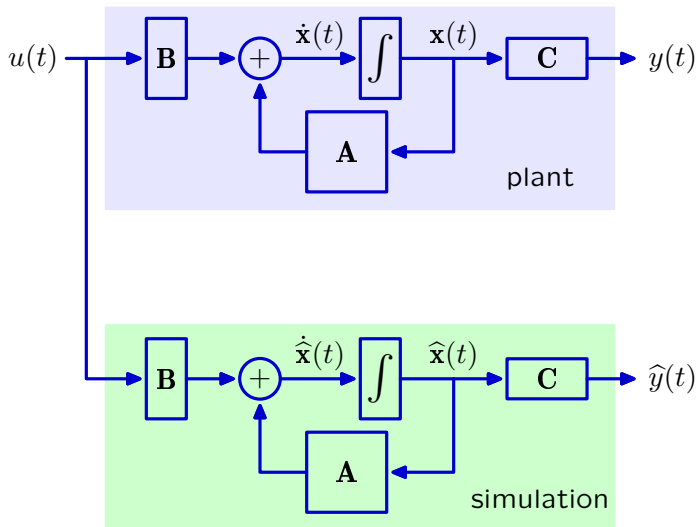 ẋ(t) x(t)
u(t) B + ∫ C y(t)
A
plant
x̂̇(t) x̂(t)
B + ∫ C ŷ(t)
A
simulation